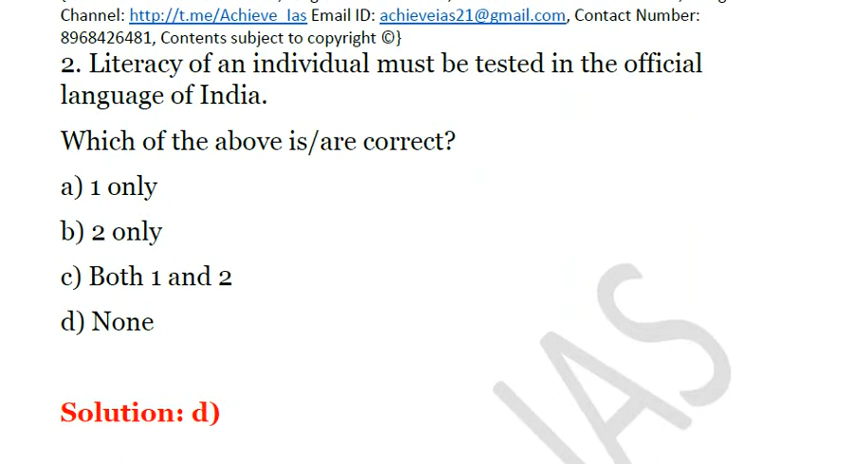 Channel: http://t.me/Achieve_Ias Email ID: achieveias21@gmail.com, Contact Number:
8968426481, Contents subject to copyright ©}
2. Literacy of an individual must be tested in the official
language of India.
Which of the above is/are correct?
a) 1 only
b) 2 only
c) Both 1 and 2
d) None
IAS
Solution: d)